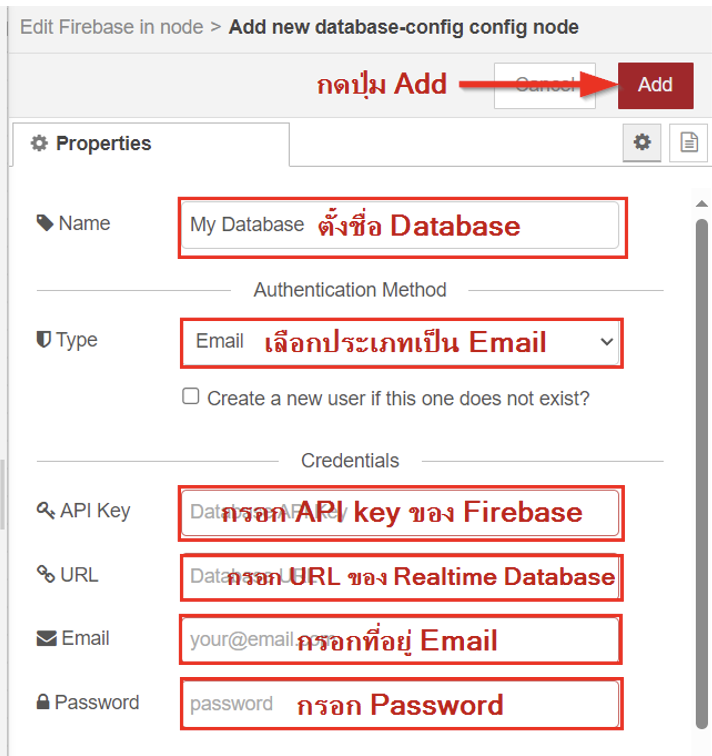 Edit Firebase in node > Add new database-config config node
กดปุ่ม Add Cancel Add
Properties
Name My Database ตั้งชื่อ Database
Authentication Method
Type Email เลือกประเภทเป็น Email
Create a new user if this one does not exist?
Credentials
API Key Database API Key กรอก API key ของ Firebase
URL Database URL กรอก URL ของ Realtime Database
Email your@email.com กรอกที่อยู่ Email
Password password กรอก Password